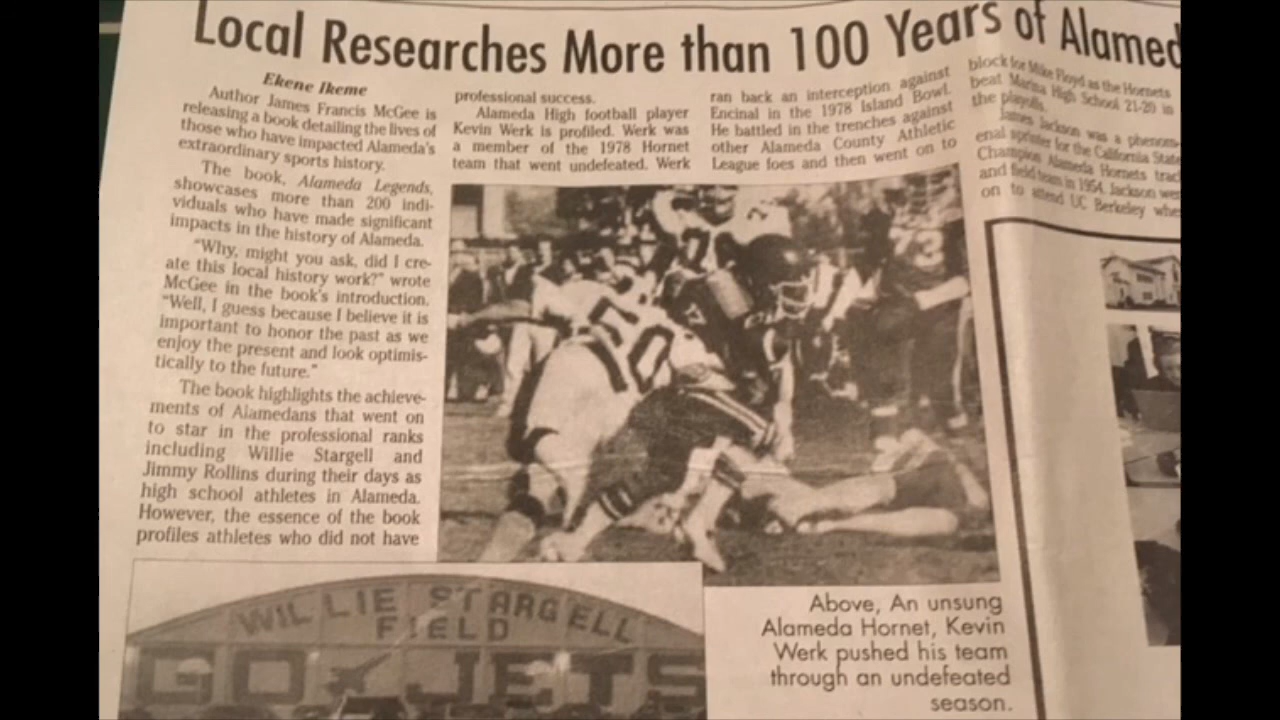 Local Researches More than 100 Years of Alamed
Ekene Ikeme
Author James Francis McGee is
releasing a book detailing the lives of
those who have impacted Alameda's
extraordinary sports history.
The book, Alameda Legends,
showcases more than 200 indi-
viduals who have made significant
impacts in the history of Alameda.
"Why, might you ask, did I cre-
ate this local history work?" wrote
McGee in the book's introduction.
"Well, I guess because I believe it is
important to honor the past as we
enjoy the present and look optimis-
tically to the future."
The book highlights the achieve-
ments of Alamedans that went on
to star in the professional ranks
including Willie Stargell and
Jimmy Rollins during their days as
high school athletes in Alameda.
However, the essence of the book
profiles athletes who did not have
professional success.
Alameda High football player
Kevin Werk is profiled. Werk was
a member of the 1978 Hornet
team that went undefeated. Werk
ran back an interception against
Encinal in the 1978 Island Bowl.
He battled in the trenches against
other Alameda County Athletic
League foes and then went on to
block for Mike Floyd as the Hornets
beat Marina High School 21-20 in
the playoffs.
James Jackson was a phenom-
enal sprinter for the California State
Champion Alameda Hornets trac
and field team in 1954. Jackson wen
on to attend UC Berkeley whe
73
50
WILLIE STARGELL
FIELD
GO JETS
Above, An unsung
Alameda Hornet, Kevin
Werk pushed his team
through an undefeated
season.